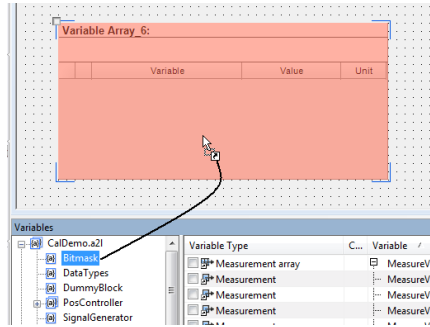 Variable Array_6:
Variable Value Unit
Variables
CalDemo.a2l
Bitmask
DataTypes
DummyBlock
PosController
SignalGenerator
Variable Type C... Variable
Measurement array MeasureV
Measurement MeasureV
Measurement MeasureV
Measurement MeasureV